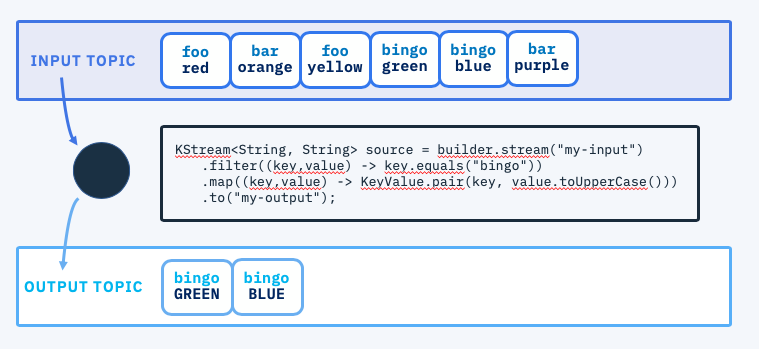 INPUT TOPIC
foo bar foo bingo bingo bar
red orange yellow green blue purple
KStream<String, String> source = builder.stream("my-input")
.filter((key,value) -> key.equals("bingo"))
.map((key,value) -> KeyValue.pair(key, value.toUpperCase()))
.to("my-output");
OUTPUT TOPIC
bingo bingo
GREEN BLUE